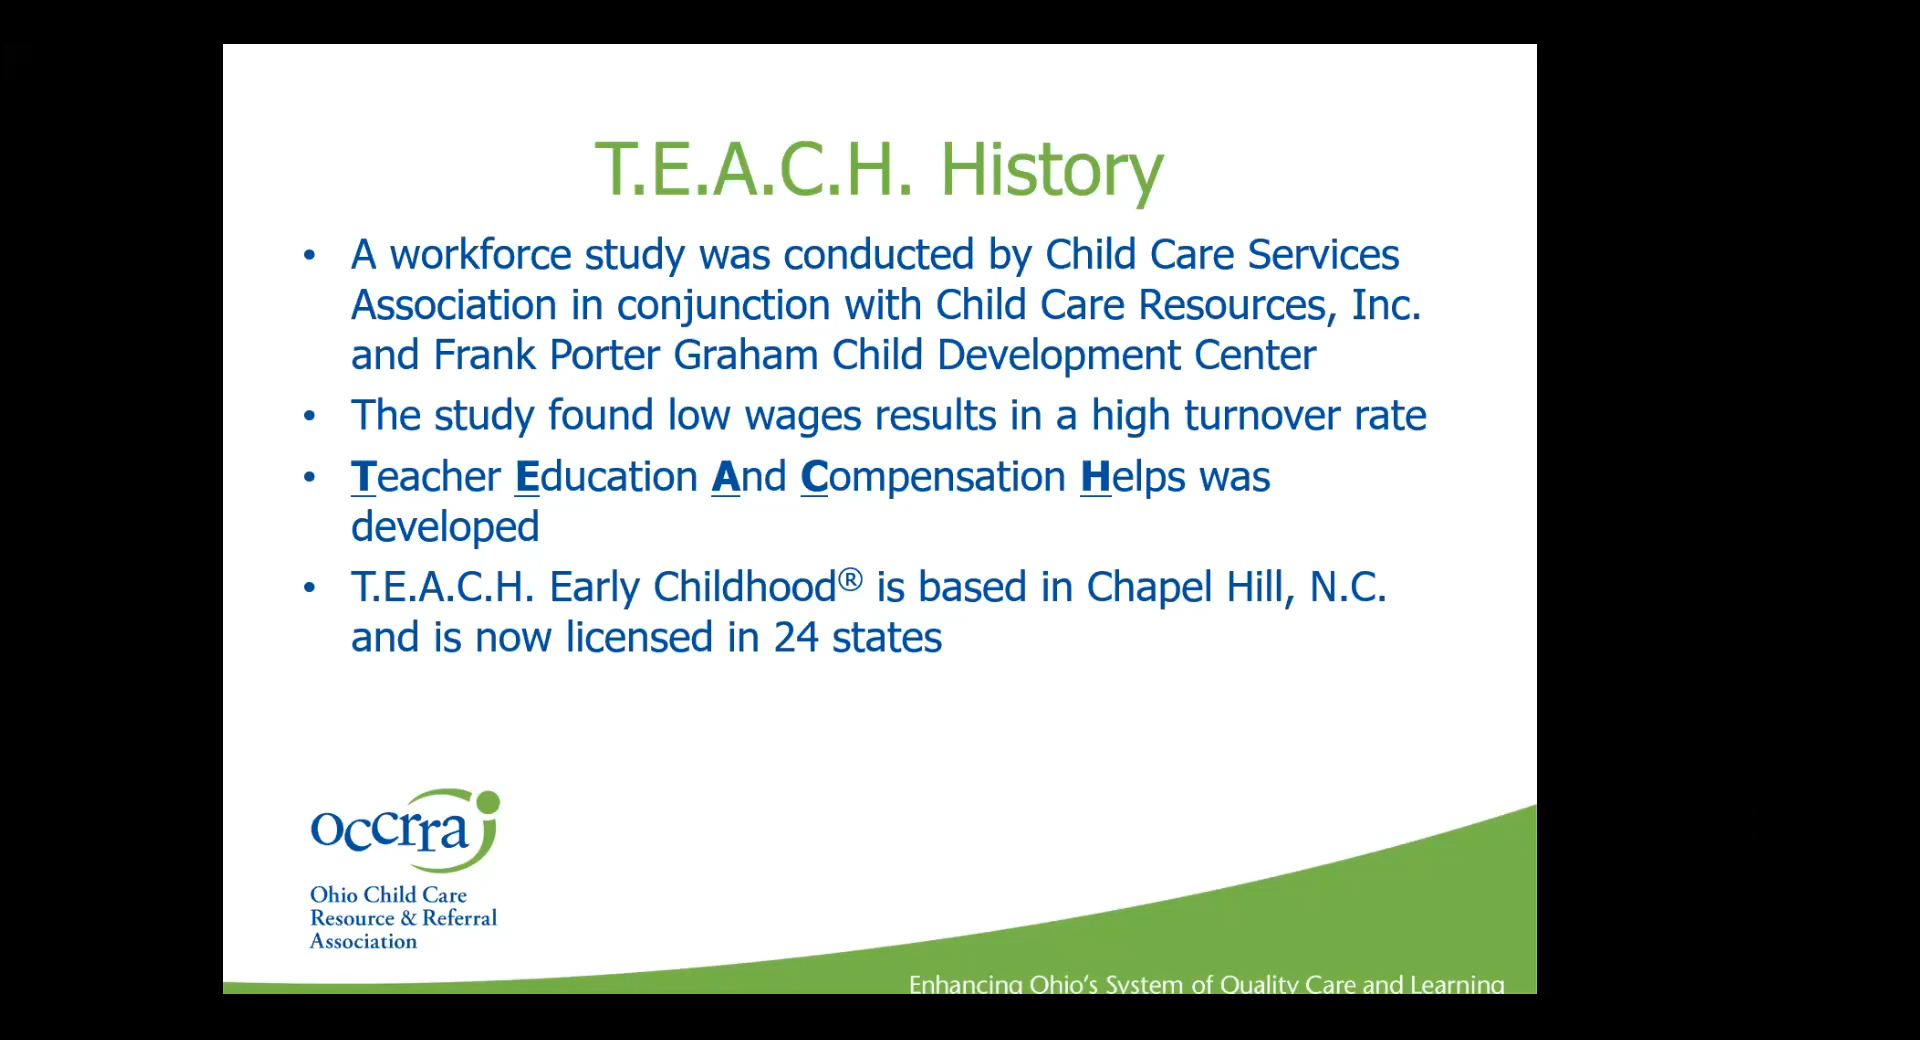 T.E.A.C.H. History
• A workforce study was conducted by Child Care Services
Association in conjunction with Child Care Resources, Inc.
and Frank Porter Graham Child Development Center
• The study found low wages results in a high turnover rate
• Teacher Education And Compensation Helps was
developed
• T.E.A.C.H. Early Childhood® is based in Chapel Hill, N.C.
and is now licensed in 24 states
occrra
Ohio Child Care
Resource & Referral
Association
Enhancing Ohio's System of Quality Care and Learning